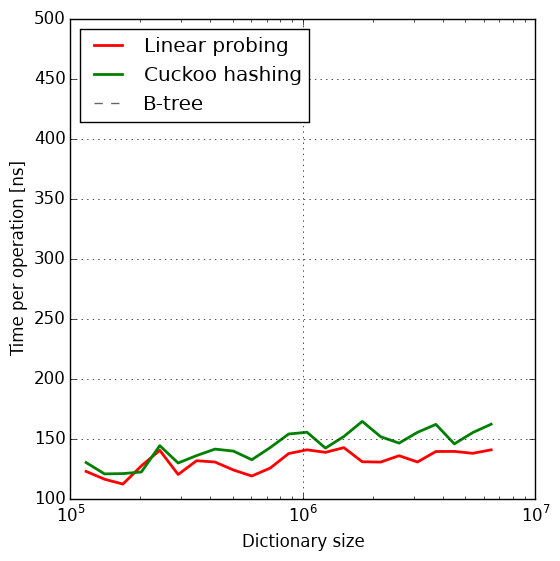 500
450
400
350
300
250
200
150
100
Time per operation [ns]
Linear probing
Cuckoo hashing
B-tree
10^5
10^6
10^7
Dictionary size